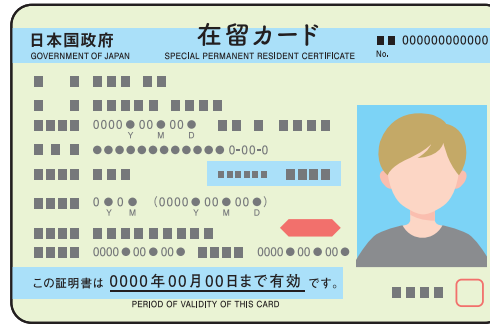 日本国政府 在留カード ■■ 000000000000
GOVERNMENT OF JAPAN SPECIAL PERMANENT RESIDENT CERTIFICATE No.
■ ■ ■■■ ■■
■ ■ ■■■■■ ■■■■
■■■■ 0000●00●00● ■■ ■ ■■■■
Y M D
■ ■ ■ ●●●●●●●●●●●● 0-00-0
■■■■ ■■■ ■■■■■■ ■■■■
■■■■ 0●0● (0000●00●00●)
Y M Y M D
■■■■ ■■■■■■■■■
■■■■ 0000●00●00● ■■■■ 0000●00●00●
この証明書は 0000年00月00日まで有効 です。
PERIOD OF VALIDITY OF THIS CARD
■■■■